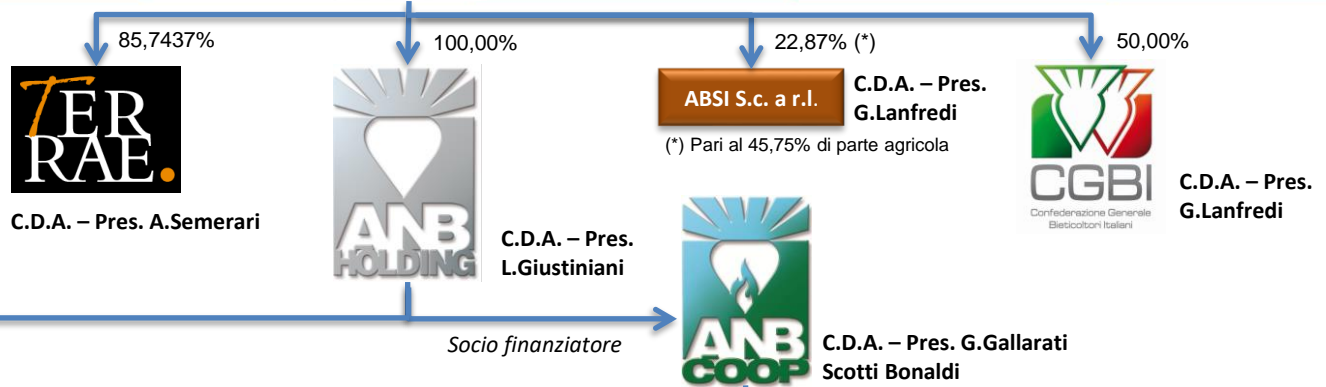 85,7437%
100,00%
22,87% (*)
50,00%
TER
RAE.
C.D.A. – Pres. A.Semerari
ANB
HOLDING
C.D.A. – Pres.
L.Giustiniani
ABSI S.c. a r.l.
C.D.A. – Pres.
G.Lanfredi
(*) Pari al 45,75% di parte agricola
CGBI
Confederazione Generale
Bieticoltori Italiani
C.D.A. – Pres.
G.Lanfredi
Socio finanziatore
ANB
COOP
C.D.A. – Pres. G.Gallarati
Scotti Bonaldi